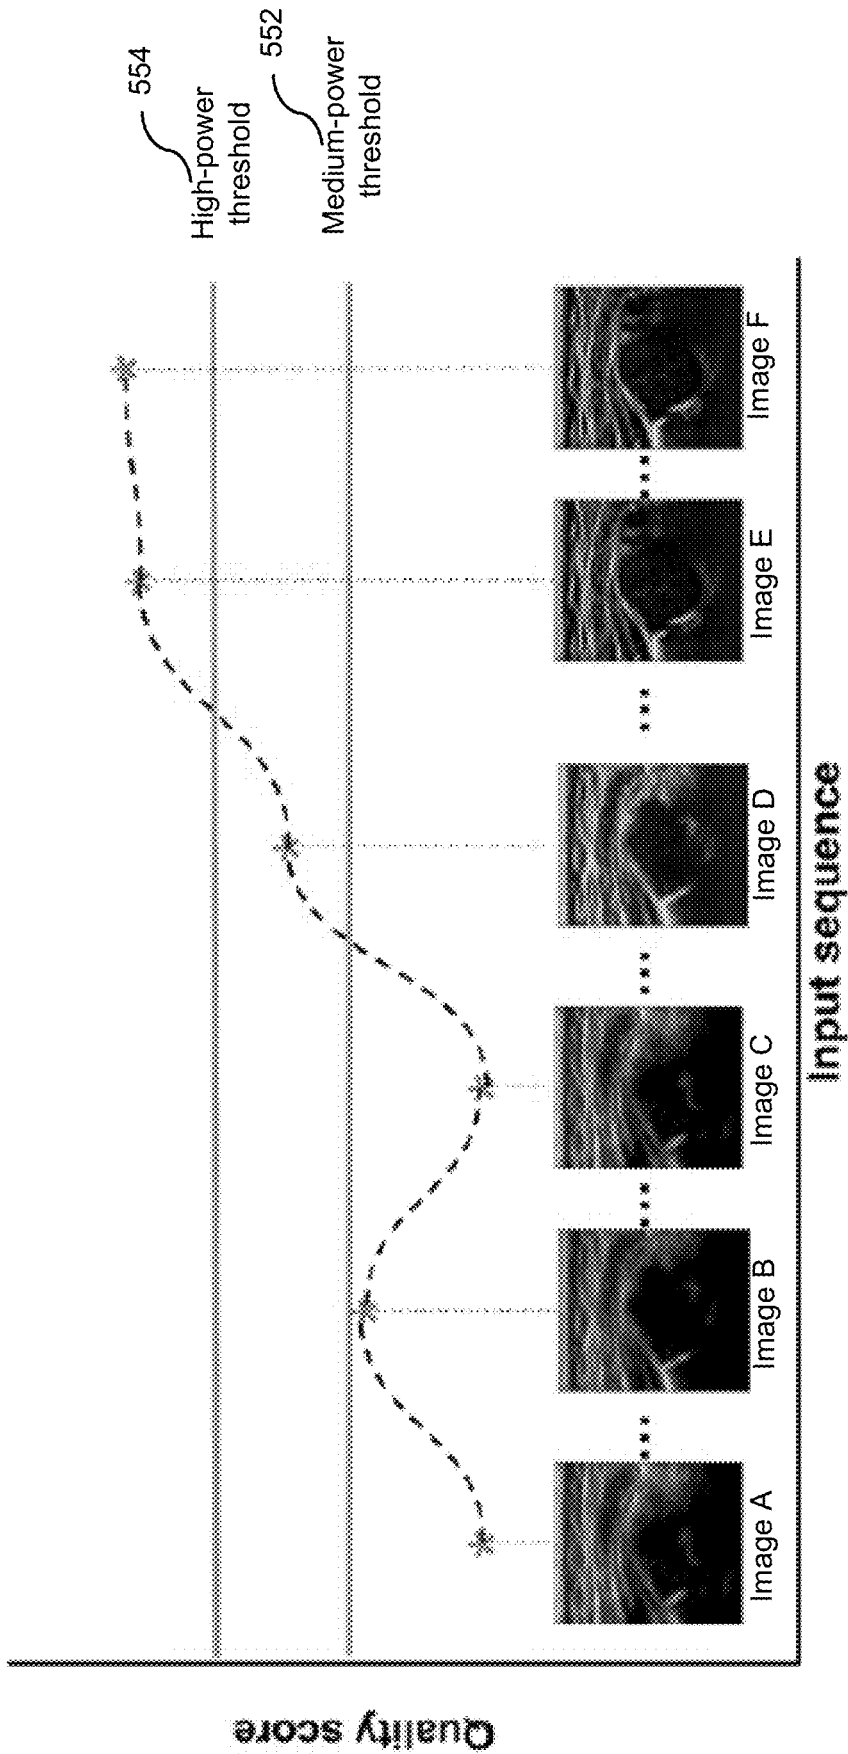 554
High-power
threshold
552
Medium-power
threshold
Quality score
Image A
Image B
Image C
Image D
Image E
Image F
Input sequence